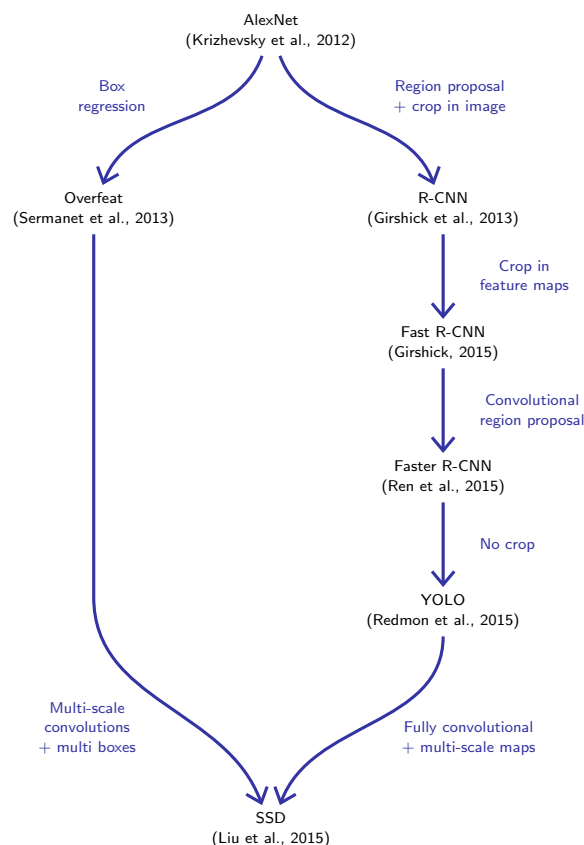 AlexNet
(Krizhevsky et al., 2012)
Box
regression
Region proposal
+ crop in image
Overfeat
(Sermanet et al., 2013)
R-CNN
(Girshick et al., 2013)
Crop in
feature maps
Fast R-CNN
(Girshick, 2015)
Convolutional
region proposal
Faster R-CNN
(Ren et al., 2015)
No crop
YOLO
(Redmon et al., 2015)
Multi-scale
convolutions
+ multi boxes
Fully convolutional
+ multi-scale maps
SSD
(Liu et al., 2015)